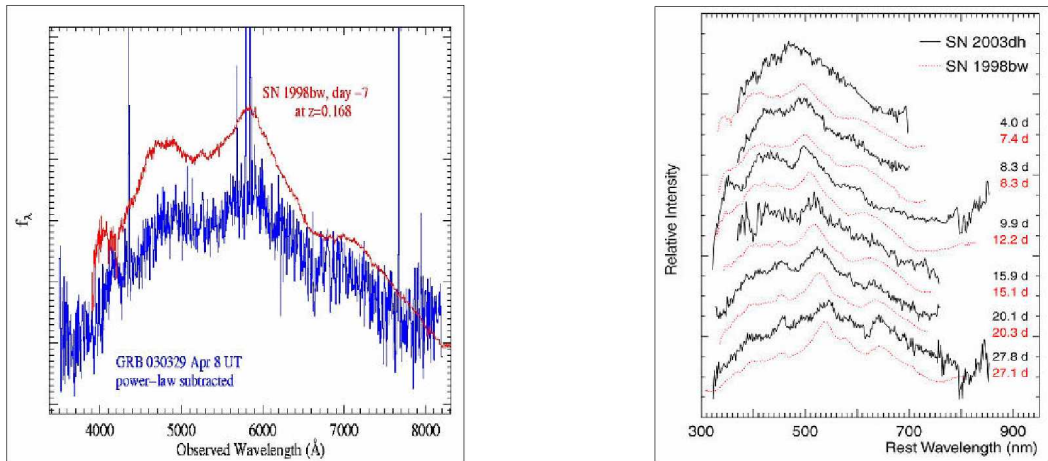 SN 1998bw, day −7
at z=0.168
GRB 030329 Apr 8 UT
power−law subtracted
fλ
4000
5000
6000
7000
8000
Observed Wavelength (Å)
SN 2003dh
SN 1998bw
4.0 d
7.4 d
8.3 d
8.3 d
9.9 d
12.2 d
15.9 d
15.1 d
20.1 d
20.3 d
27.8 d
27.1 d
Relative Intensity
300
500
700
900
Rest Wavelength (nm)